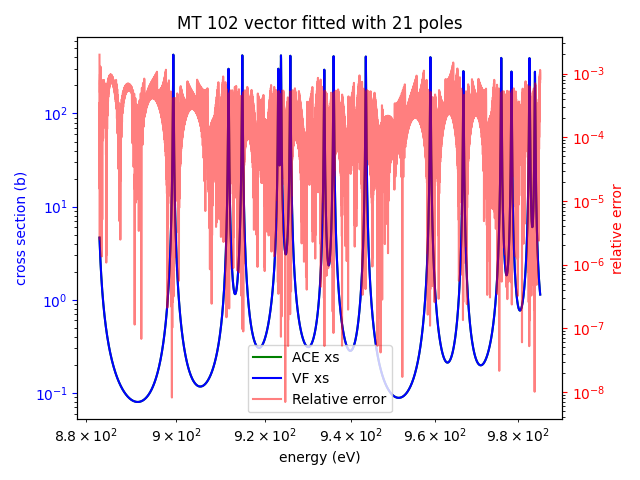 MT 102 vector fitted with 21 poles
cross section (b)
10²
10¹
10⁰
10⁻¹
relative error
10⁻³
10⁻⁴
10⁻⁵
10⁻⁶
10⁻⁷
10⁻⁸
ACE xs
VF xs
Relative error
8.8 × 10² 9 × 10² 9.2 × 10² 9.4 × 10² 9.6 × 10² 9.8 × 10²
energy (eV)